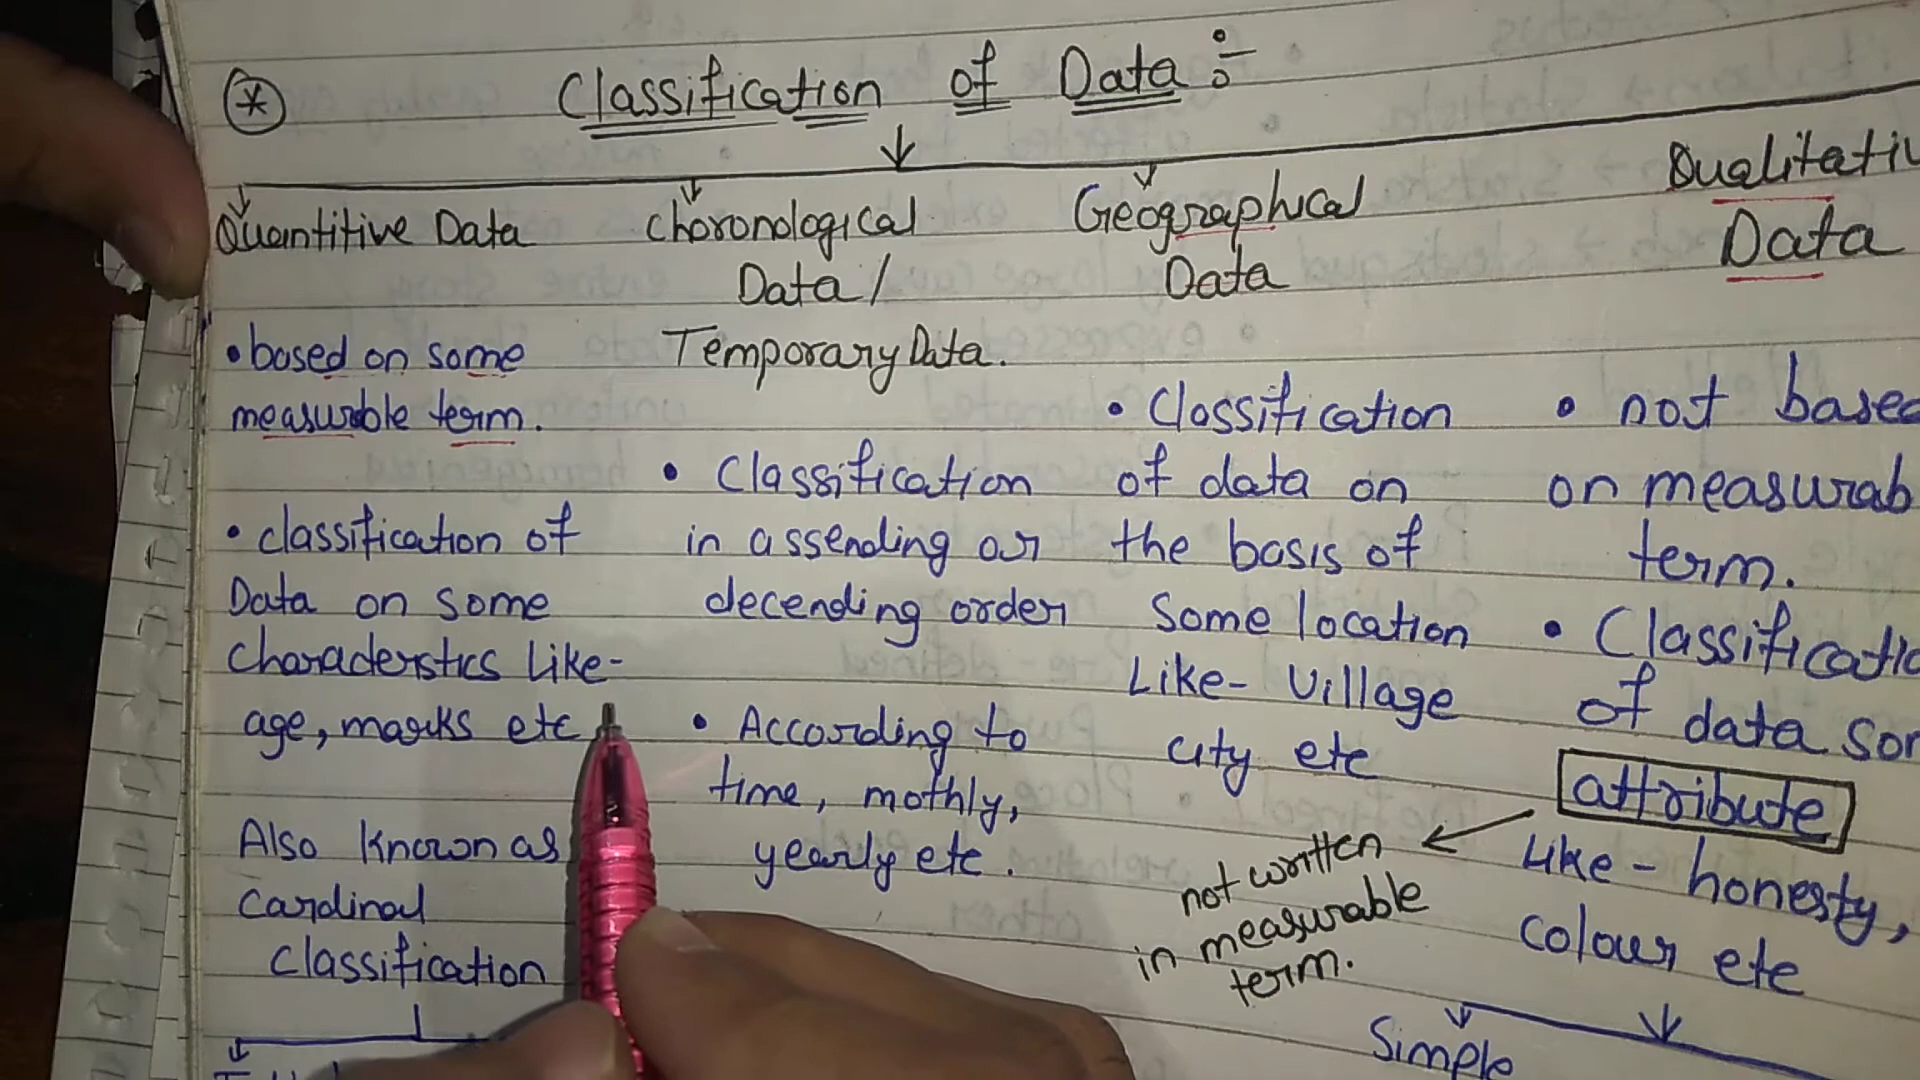 Classification of Data :-
Quantitive Data
Choronological
Data /
Temporary Data.
Geographical
Data
Qualitativ
Data
• based on some
measurable term.
• classification of
Data on some
Characterstics like-
age, marks etc
Also known as
Cardinal
Classification
• Classification
in assending or
decending order
• According to
time, mothly,
yearly etc.
• Classification
of data on
the basis of
Some location
Like- Village
city etc
• not based
on measurab
term.
• Classificatio
of data som
attribute
like - honesty,
colour etc
not written
in measurable
term.
Simple